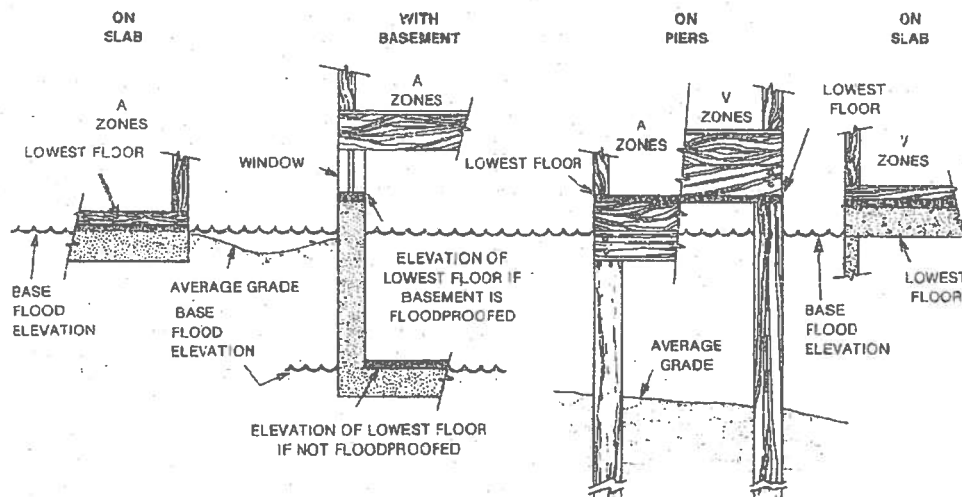 ON
SLAB
WITH
BASEMENT
ON
PIERS
ON
SLAB
A
ZONES
LOWEST FLOOR
A
ZONES
WINDOW
LOWEST FLOOR
A
ZONES
V
ZONES
LOWEST
FLOOR
V
ZONES
BASE
FLOOD
ELEVATION
AVERAGE GRADE
BASE
FLOOD
ELEVATION
ELEVATION OF
LOWEST FLOOR IF
BASEMENT IS
FLOODPROOFED
ELEVATION OF LOWEST FLOOR
IF NOT FLOODPROOFED
AVERAGE
GRADE
BASE
FLOOD
ELEVATION
LOWEST
FLOOR